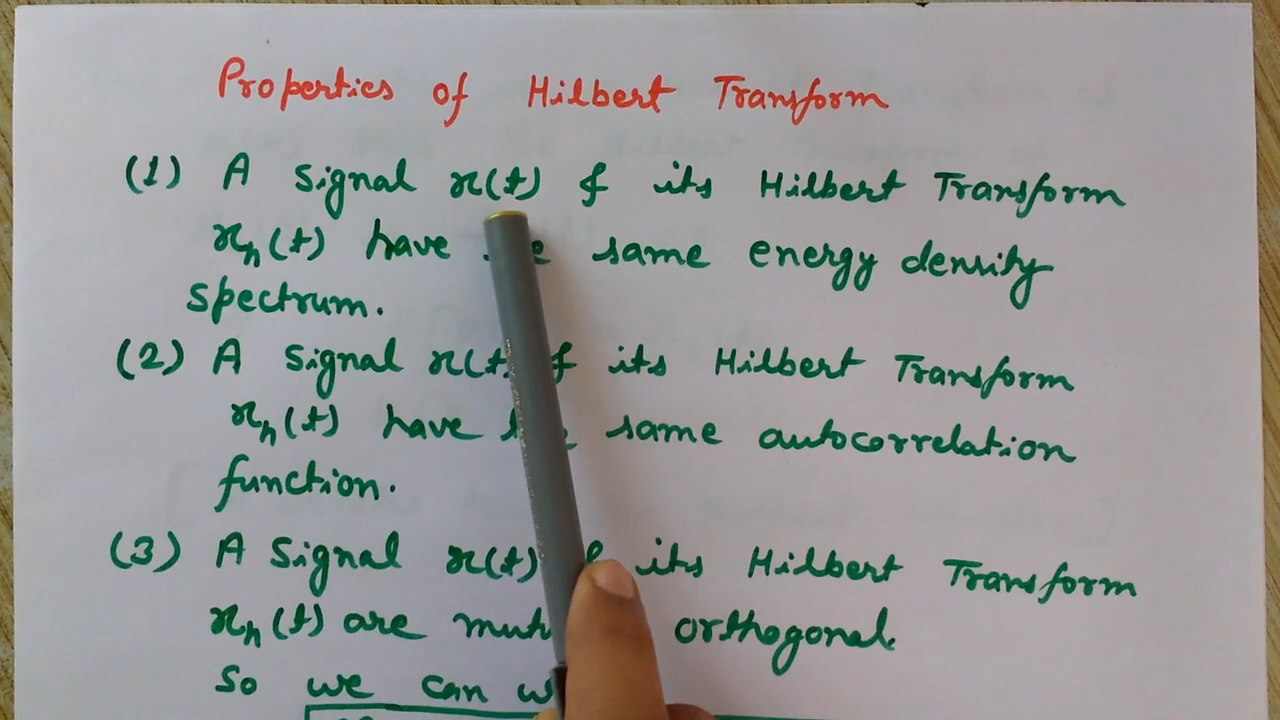 Properties of Hilbert Transform
(1) A Signal x(t) & its Hilbert Transform
xh(t) have same energy density
spectrum.
(2) A Signal x(t) & its Hilbert Transform
xh(t) have same autocorrelation
function.
(3) A Signal x(t) & its Hilbert Transform
xh(t) are orthogonal.
So we can